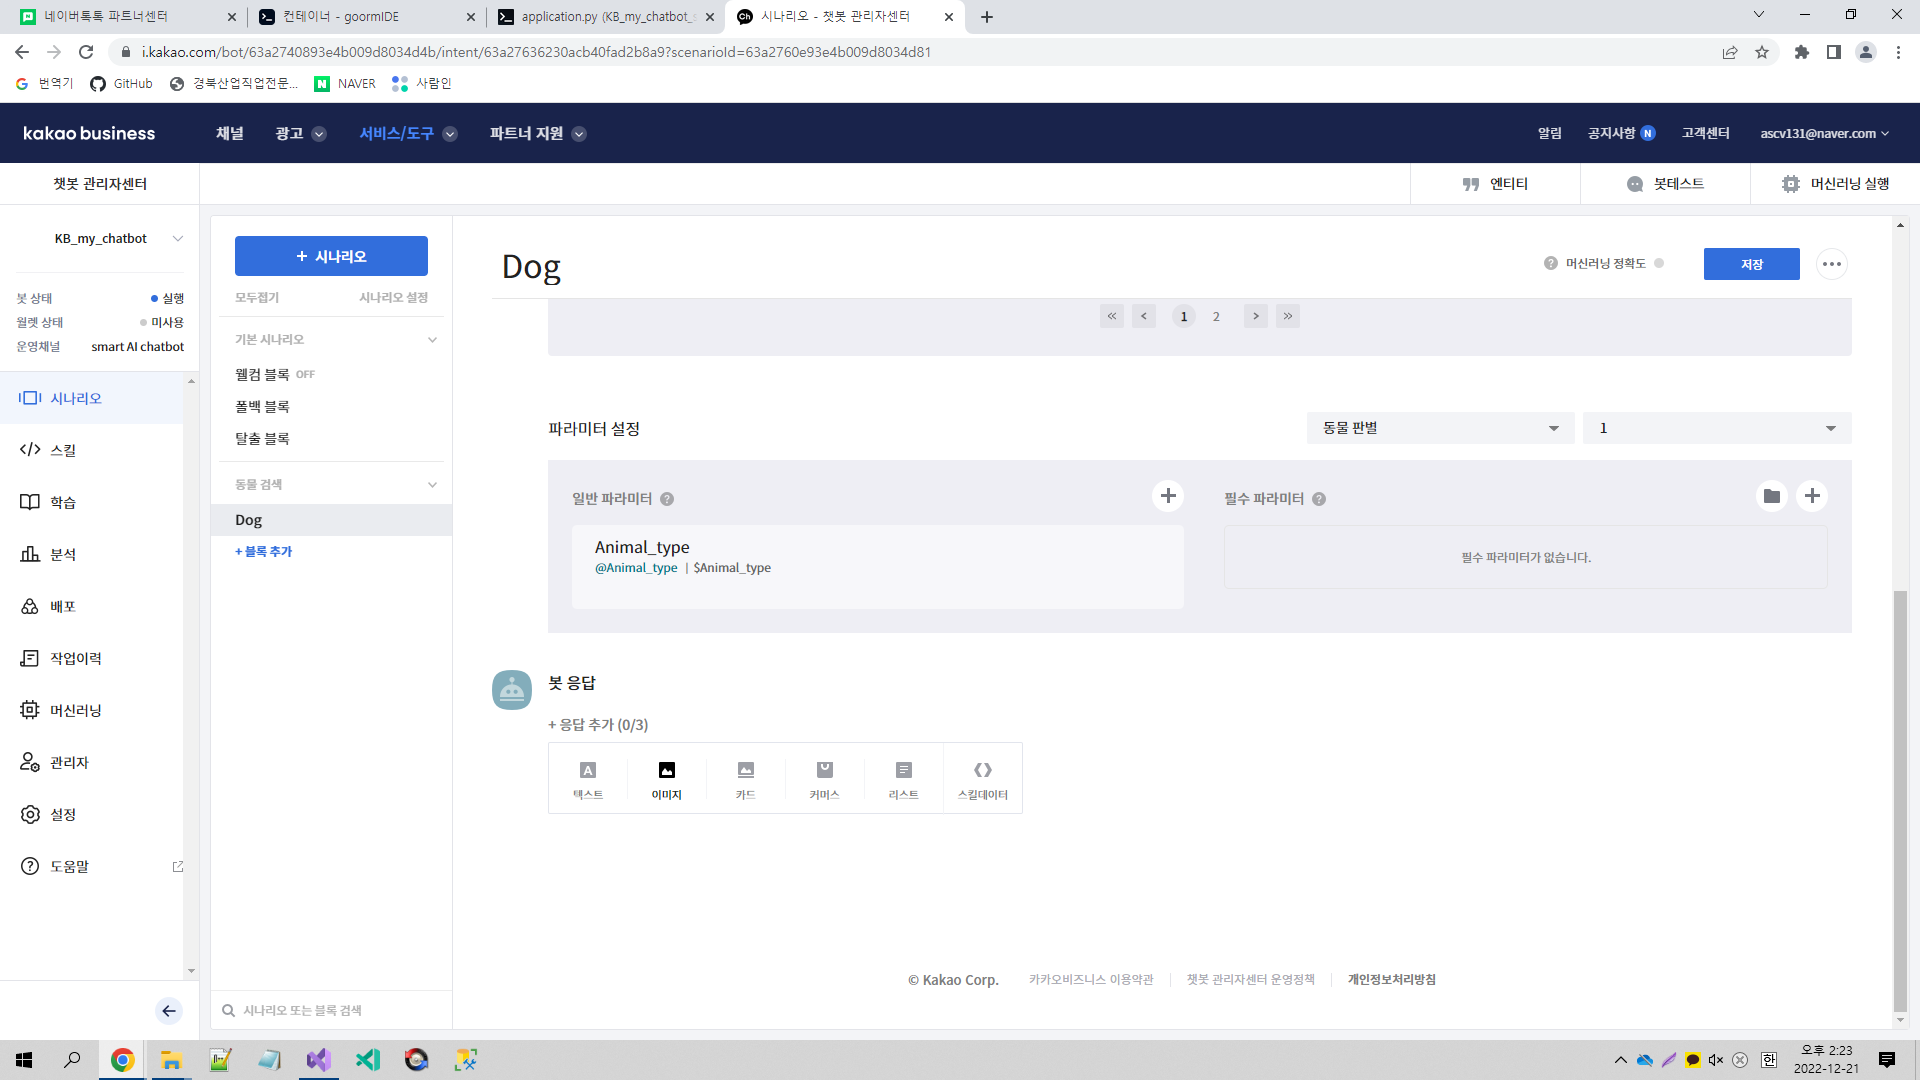 네이버톡톡 파트너센터
컨테이너 - goormIDE
application.py (KB_my_chatbot_s
시나리오 - 챗봇 관리자센터
i.kakao.com/bot/63a2740893e4b009d8034d4b/intent/63a27636230acb40fad2b8a9?scenarioId=63a2760e93e4b009d8034d81
번역기
GitHub
경북산업직업전문...
NAVER
사람인
kakao business
채널
광고
서비스/도구
파트너 지원
알림
공지사항 N
고객센터
ascv131@naver.com
챗봇 관리자센터
엔티티
봇테스트
머신러닝 실행
KB_my_chatbot
봇 상태
실행
월렛 상태
미사용
운영채널
smart AI chatbot
시나리오
스킬
학습
분석
배포
작업이력
머신러닝
관리자
설정
도움말
+ 시나리오
모두접기
시나리오 설정
기본 시나리오
웰컴 블록 OFF
폴백 블록
탈출 블록
동물 검색
Dog
+ 블록 추가
시나리오 또는 블록 검색
Dog
머신러닝 정확도
저장
1
2
파라미터 설정
동물 판별
1
일반 파라미터
Animal_type
@Animal_type | $Animal_type
필수 파라미터
필수 파라미터가 없습니다.
봇 응답
+ 응답 추가 (0/3)
텍스트
이미지
카드
커머스
리스트
스킬데이터
© Kakao Corp.
카카오비즈니스 이용약관
챗봇 관리자센터 운영정책
개인정보처리방침
한
오후 2:23
2022-12-21